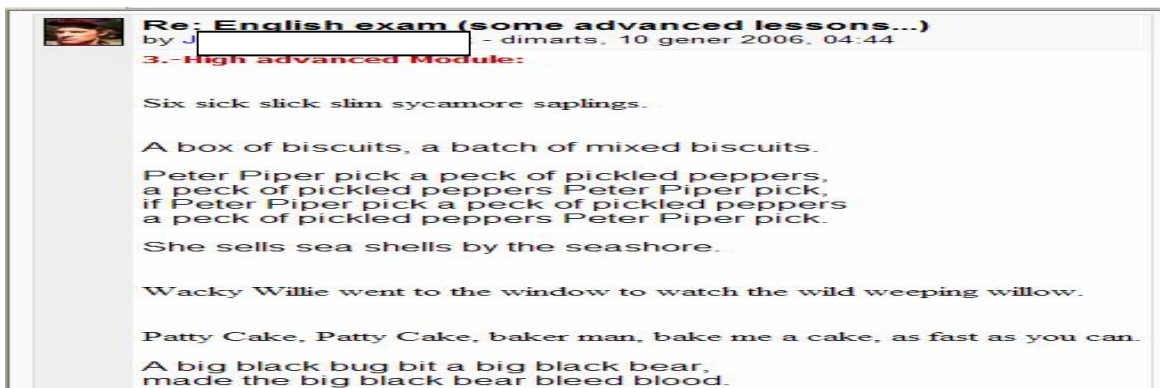 Re: English exam (some advanced lessons...)
by J - dimarts, 10 gener 2006, 04:44
3.-High advanced Module:
Six sick slick slim sycamore saplings.
A box of biscuits, a batch of mixed biscuits.
Peter Piper pick a peck of pickled peppers,
a peck of pickled peppers Peter Piper pick,
if Peter Piper pick a peck of pickled peppers
a peck of pickled peppers Peter Piper pick.
She sells sea shells by the seashore.
Wacky Willie went to the window to watch the wild weeping willow.
Patty Cake, Patty Cake, baker man, bake me a cake, as fast as you can.
A big black bug bit a big black bear,
made the big black bear bleed blood.